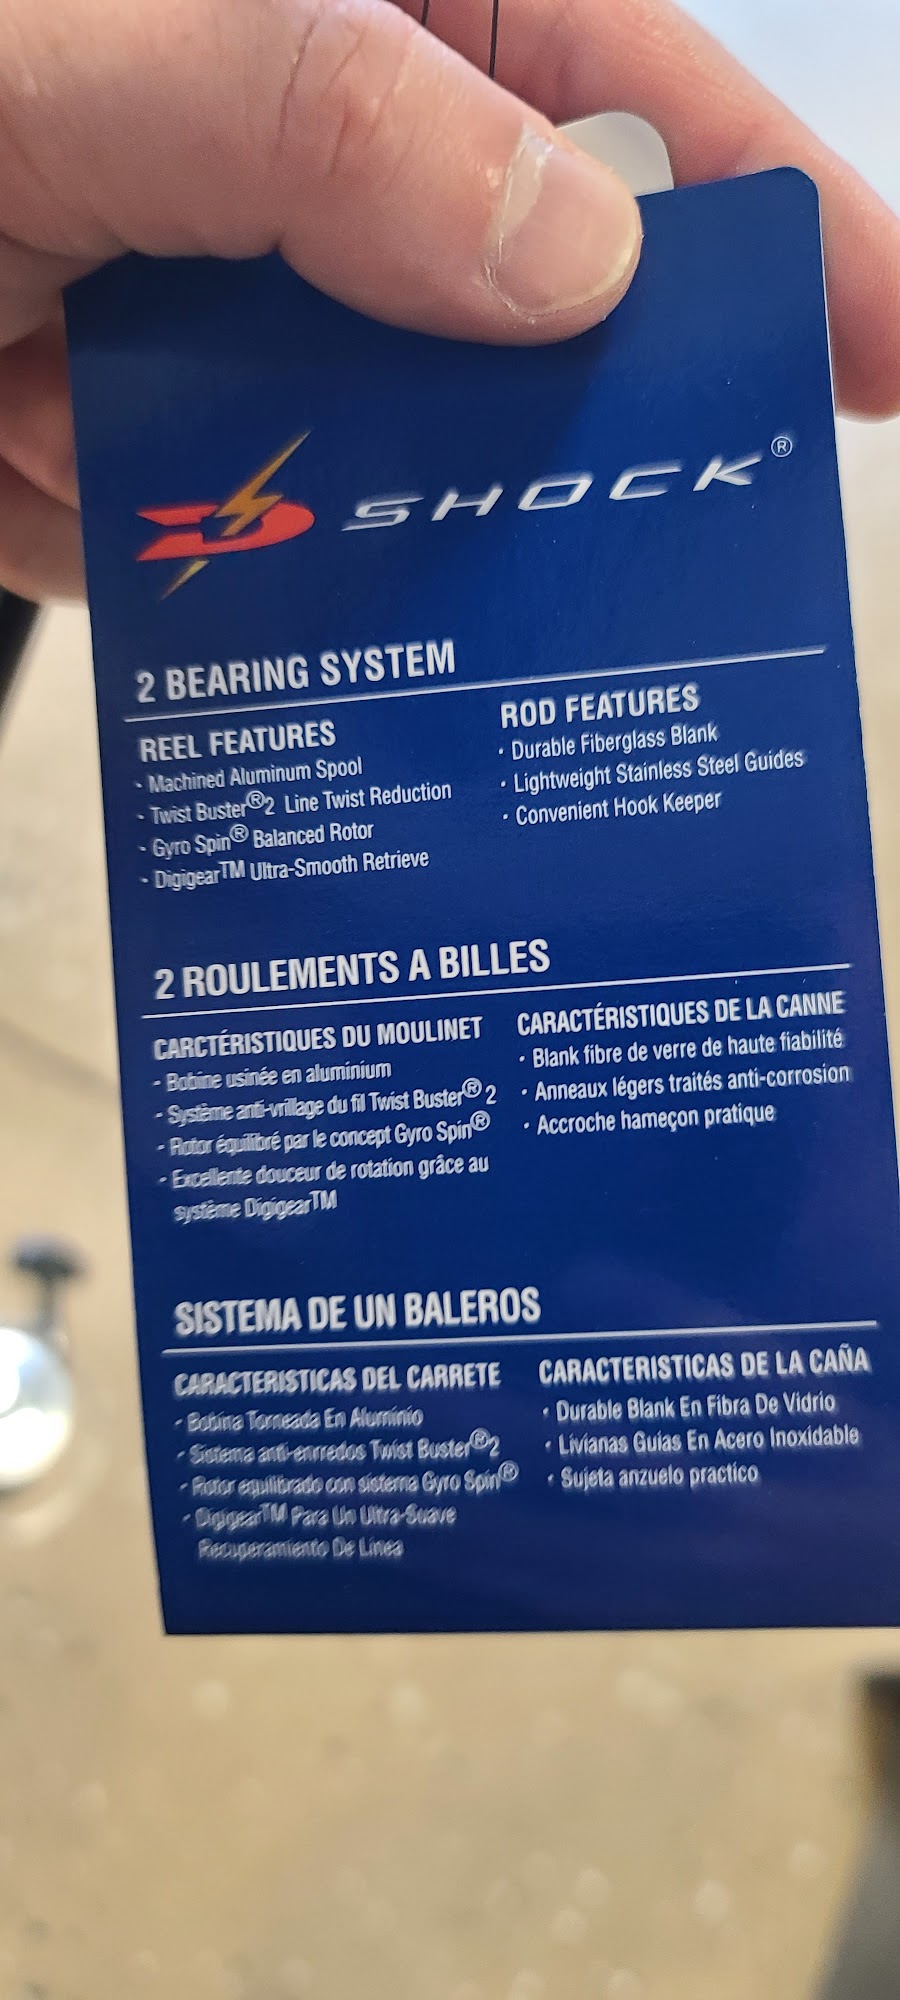 SHOCK®
2 BEARING SYSTEM
REEL FEATURES
· Machined Aluminum Spool
· Twist Buster®2 Line Twist Reduction
· Gyro Spin® Balanced Rotor
· Digigear™ Ultra-Smooth Retrieve
ROD FEATURES
· Durable Fiberglass Blank
· Lightweight Stainless Steel Guides
· Convenient Hook Keeper
2 ROULEMENTS A BILLES
CARCTÉRISTIQUES DU MOULINET
· Bobine usinée en aluminium
· Système anti-vrillage du fil Twist Buster® 2
· Rotor équilibré par le concept Gyro Spin®
· Excellente douceur de rotation grâce au
système Digigear™
CARACTÉRISTIQUES DE LA CANNE
· Blank fibre de verre de haute fiabilité
· Anneaux légers traités anti-corrosion
· Accroche hameçon pratique
SISTEMA DE UN BALEROS
CARACTERISTICAS DEL CARRETE
· Bobina Torneada En Aluminio
· Sistema anti-enrredos Twist Buster®2
· Rotor equilibrado con sistema Gyro Spin®
· Digigear™ Para Un Ultra-Suave
Recuperamiento De Linea
CARACTERISTICAS DE LA CAÑA
· Durable Blank En Fibra De Vidrio
· Livianas Guias En Acero Inoxidable
· Sujeta anzuelo practico